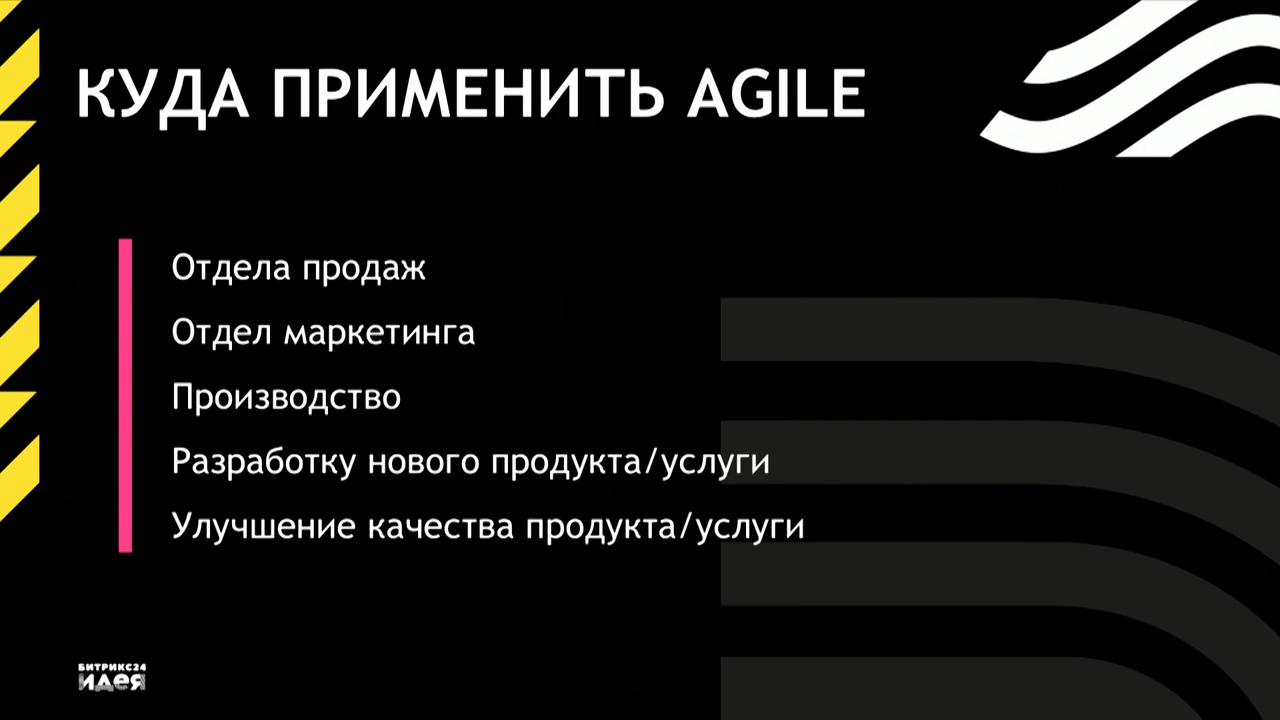 КУДА ПРИМЕНИТЬ AGILE
Отдела продаж
Отдел маркетинга
Производство
Разработку нового продукта/услуги
Улучшение качества продукта/услуги
БИТРИКС24
идея